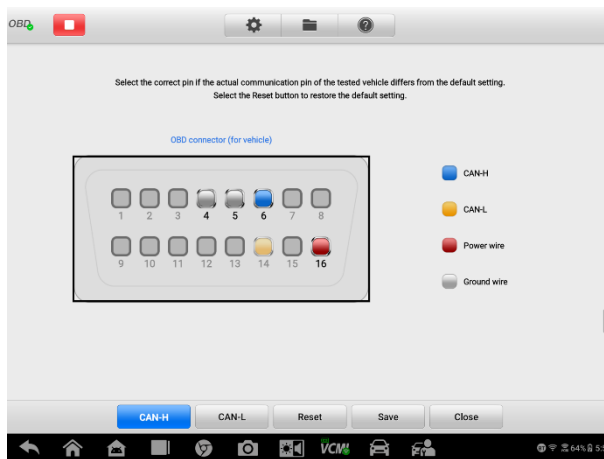 OBD
Select the correct pin if the actual communication pin of the tested vehicle differs from the default setting.
Select the Reset button to restore the default setting.
OBD connector (for vehicle)
1 2 3 4 5 6 7 8
9 10 11 12 13 14 15 16
CAN-H
CAN-L
Power wire
Ground wire
CAN-H CAN-L Reset Save Close
VCMI 64%